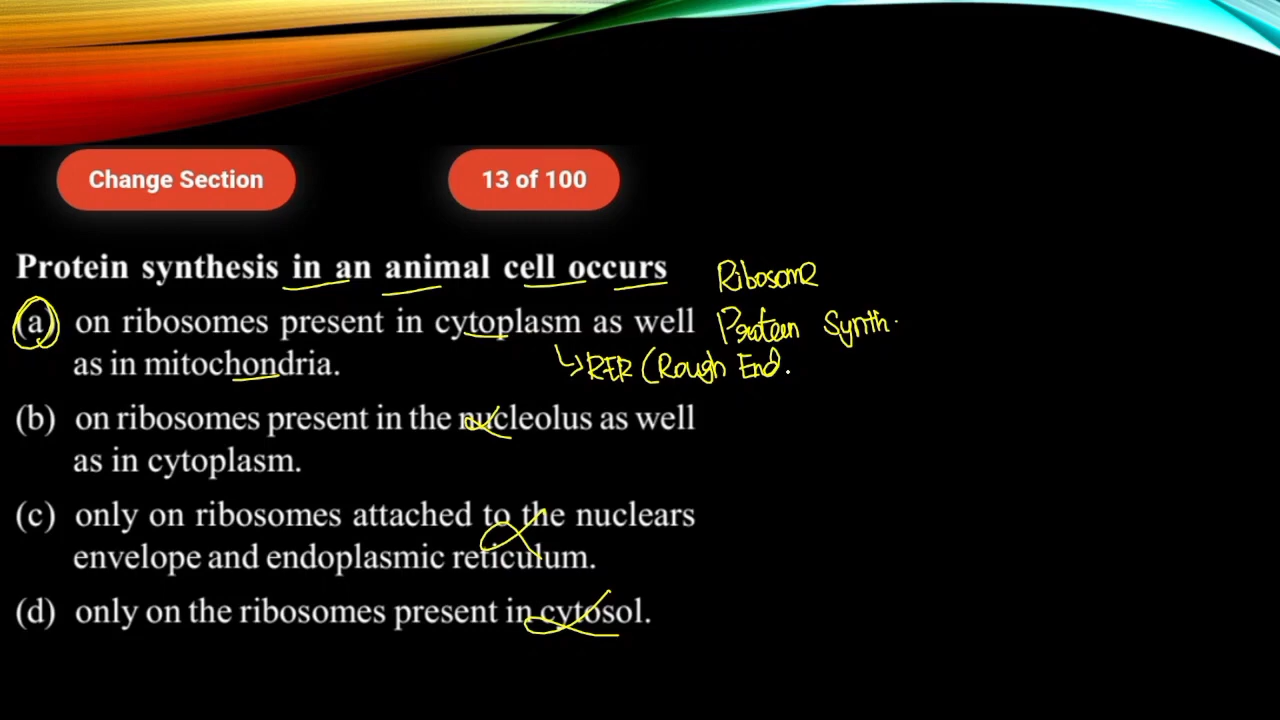 Change Section
13 of 100
Protein synthesis in an animal cell occurs
(a) on ribosomes present in cytoplasm as well
as in mitochondria.
(b) on ribosomes present in the nucleolus as well
as in cytoplasm.
(c) only on ribosomes attached to the nuclears
envelope and endoplasmic reticulum.
(d) only on the ribosomes present in cytosol.
Ribosome
Protein Synth.
↳ RER (Rough End.